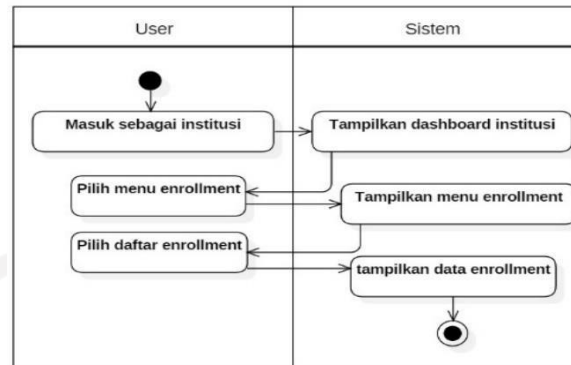 User
Sistem
Masuk sebagai institusi
Tampilkan dashboard institusi
Pilih menu enrollment
Tampilkan menu enrollment
Pilih daftar enrollment
tampilkan data enrollment